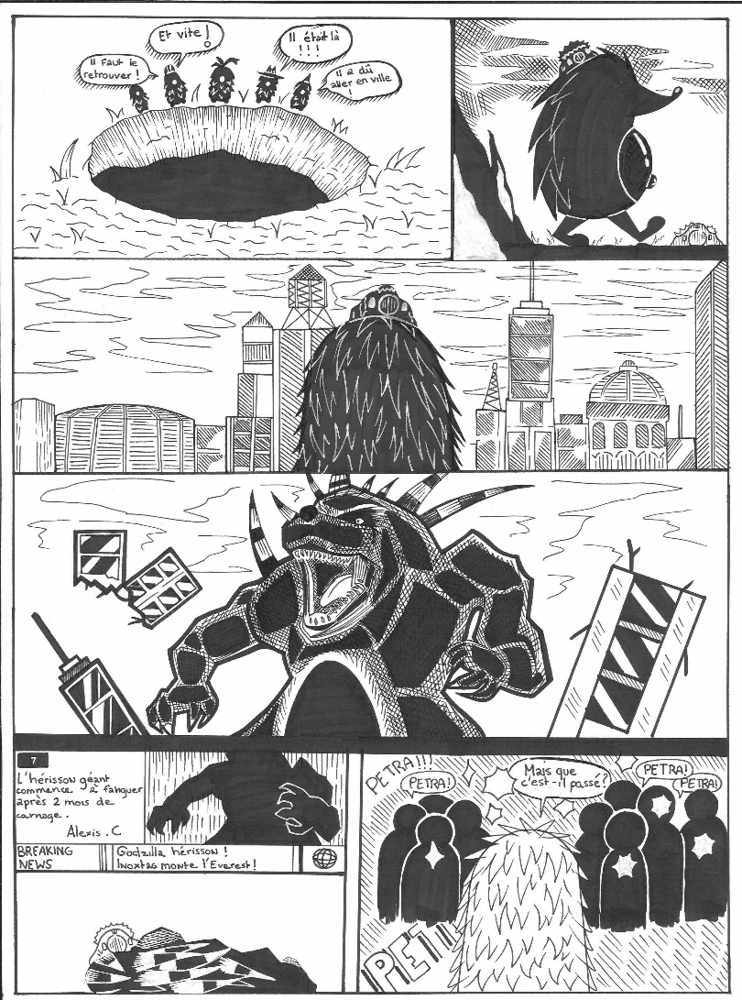 Il faut le
retrouver !
Et vite !
Il était là
!!!
Il a dû
aller en ville
!
7
L'hérisson géant
commence à fatiguer
après 2 mois de
carnage.
Alexis.C
BREAKING
NEWS
Godzilla hérisson !
Inoxtag monte l'Everest !
PETRA!!!
PETRA!
Mais que
c'est-il passé?
PETRA!
PETRA!
PET